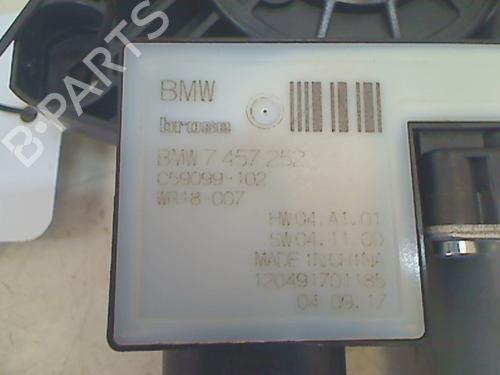 BMW
brose
BMW 7 457 252
C59099-102
WR18-007
HW04.A1.01
SW04.11.00
MADE IN CHINA
120491701185
04.09.17
B-PARTS